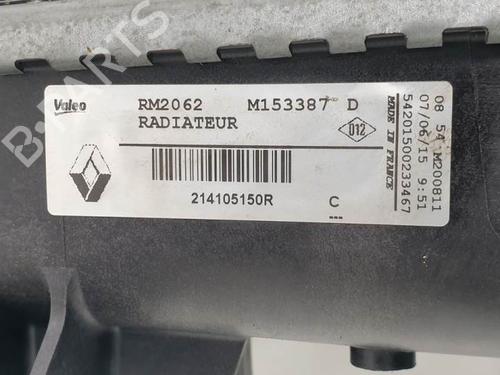 B-PARTS
Valeo
RM2062 M153387 D
RADIATEUR
D12
214105150R
C
MADE IN FRANCE
54201500233467
07/06/15 9:51
08 54 M200811